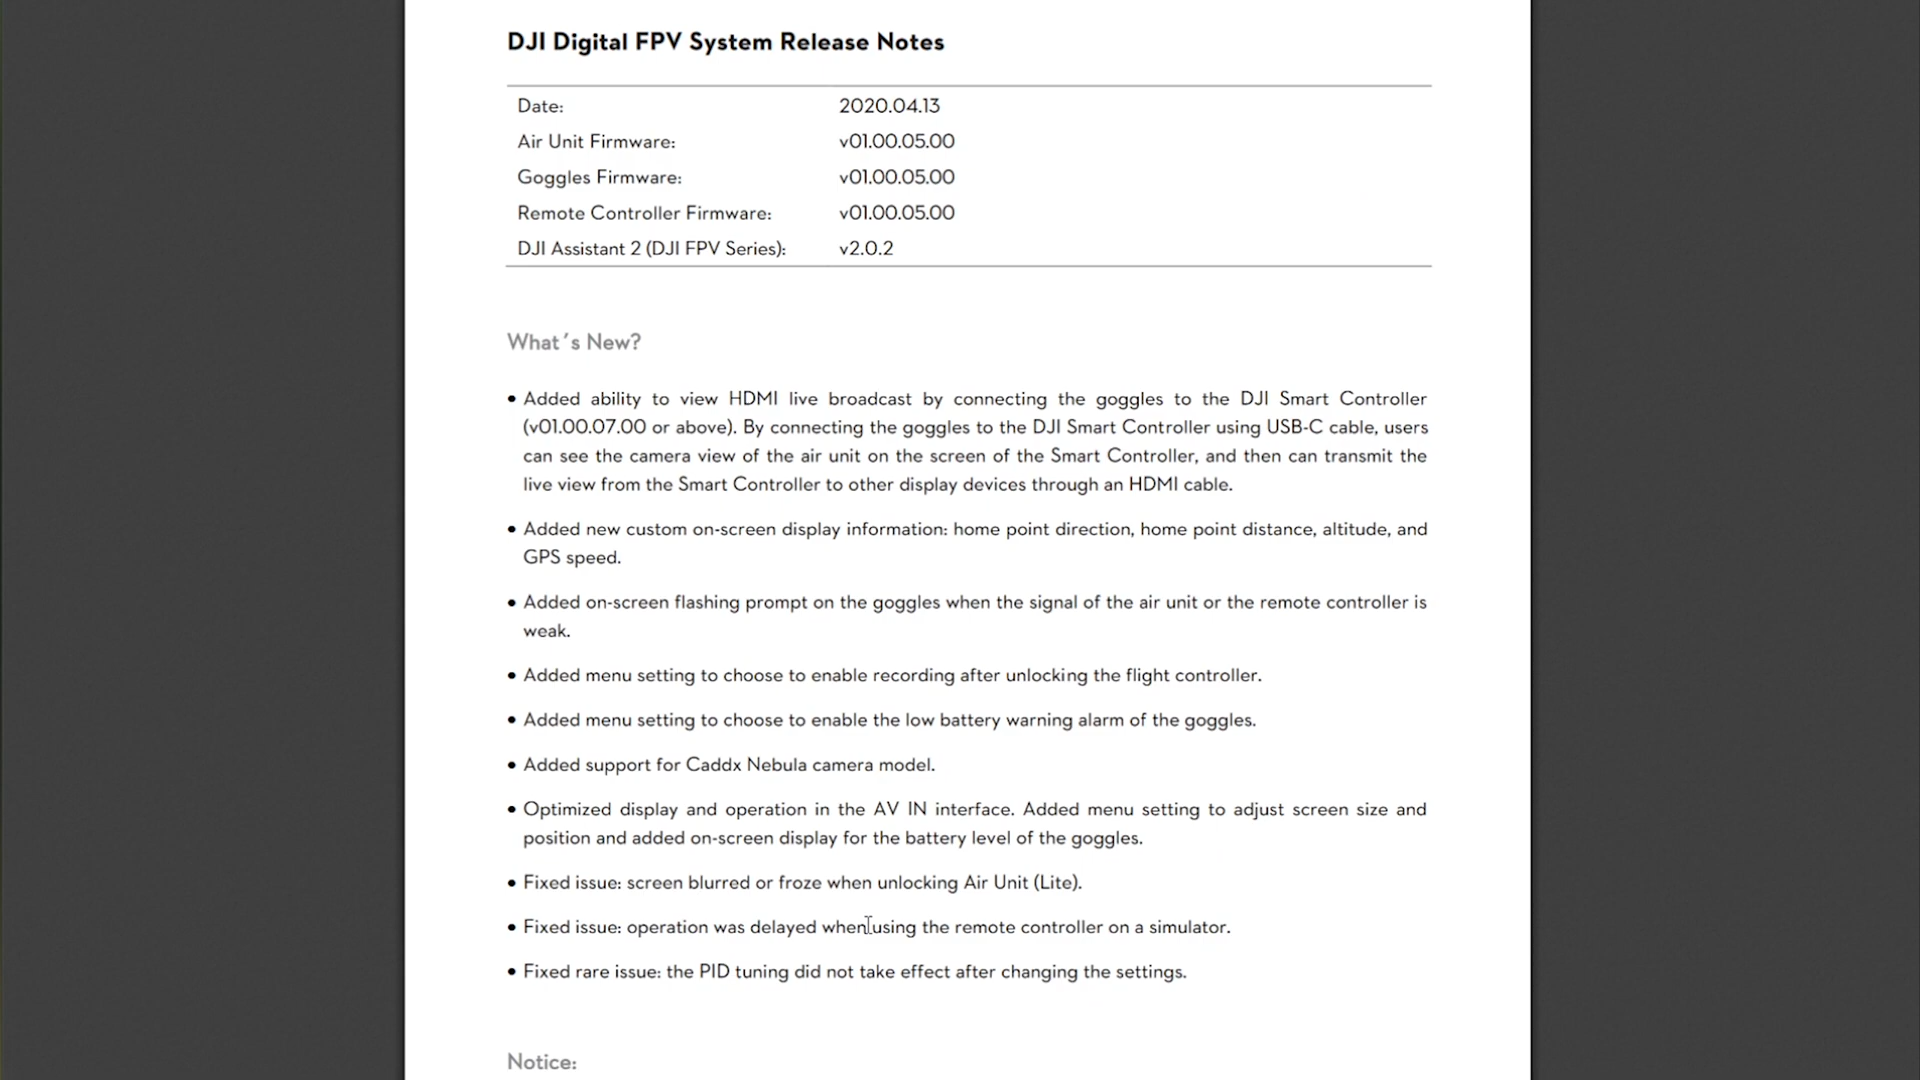 DJI Digital FPV System Release Notes
Date: 2020.04.13
Air Unit Firmware: v01.00.05.00
Goggles Firmware: v01.00.05.00
Remote Controller Firmware: v01.00.05.00
DJI Assistant 2 (DJI FPV Series): v2.0.2
What´s New?
• Added ability to view HDMI live broadcast by connecting the goggles to the DJI Smart Controller
(v01.00.07.00 or above). By connecting the goggles to the DJI Smart Controller using USB-C cable, users
can see the camera view of the air unit on the screen of the Smart Controller, and then can transmit the
live view from the Smart Controller to other display devices through an HDMI cable.
• Added new custom on-screen display information: home point direction, home point distance, altitude, and
GPS speed.
• Added on-screen flashing prompt on the goggles when the signal of the air unit or the remote controller is
weak.
• Added menu setting to choose to enable recording after unlocking the flight controller.
• Added menu setting to choose to enable the low battery warning alarm of the goggles.
• Added support for Caddx Nebula camera model.
• Optimized display and operation in the AV IN interface. Added menu setting to adjust screen size and
position and added on-screen display for the battery level of the goggles.
• Fixed issue: screen blurred or froze when unlocking Air Unit (Lite).
• Fixed issue: operation was delayed when using the remote controller on a simulator.
• Fixed rare issue: the PID tuning did not take effect after changing the settings.
Notice: